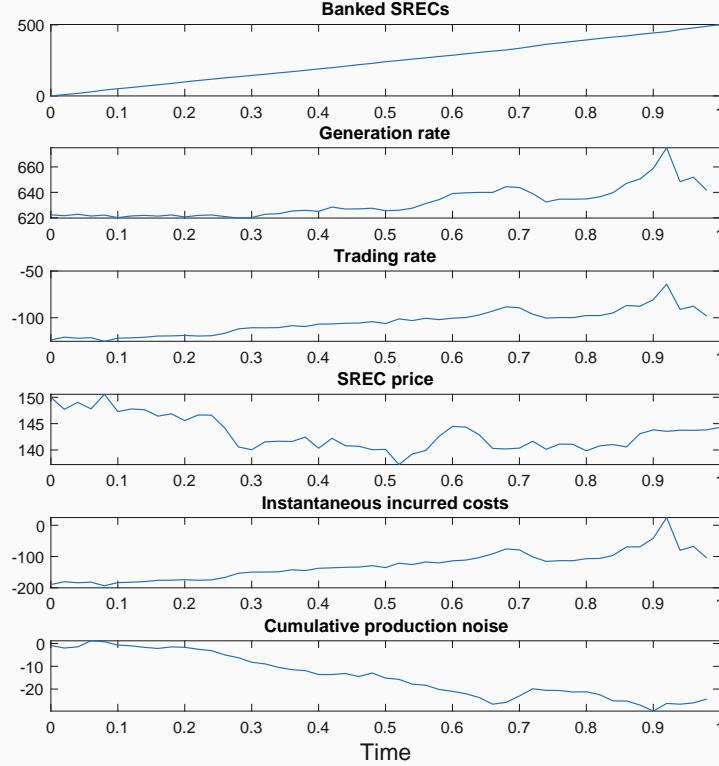 Banked SRECs
500
0
0 0.1 0.2 0.3 0.4 0.5 0.6 0.7 0.8 0.9 1
Generation rate
660
640
620
0 0.1 0.2 0.3 0.4 0.5 0.6 0.7 0.8 0.9 1
Trading rate
-50
-100
0 0.1 0.2 0.3 0.4 0.5 0.6 0.7 0.8 0.9 1
SREC price
150
145
140
0 0.1 0.2 0.3 0.4 0.5 0.6 0.7 0.8 0.9 1
Instantaneous incurred costs
0
-100
-200
0 0.1 0.2 0.3 0.4 0.5 0.6 0.7 0.8 0.9 1
Cumulative production noise
0
-10
-20
0 0.1 0.2 0.3 0.4 0.5 0.6 0.7 0.8 0.9 1
Time